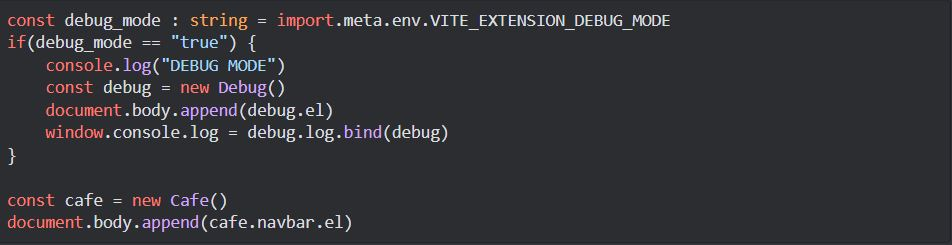 const debug_mode : string = import.meta.env.VITE_EXTENSION_DEBUG_MODE
if(debug_mode == "true") {
    console.log("DEBUG MODE")
    const debug = new Debug()
    document.body.append(debug.el)
    window.console.log = debug.log.bind(debug)
}

const cafe = new Cafe()
document.body.append(cafe.navbar.el)